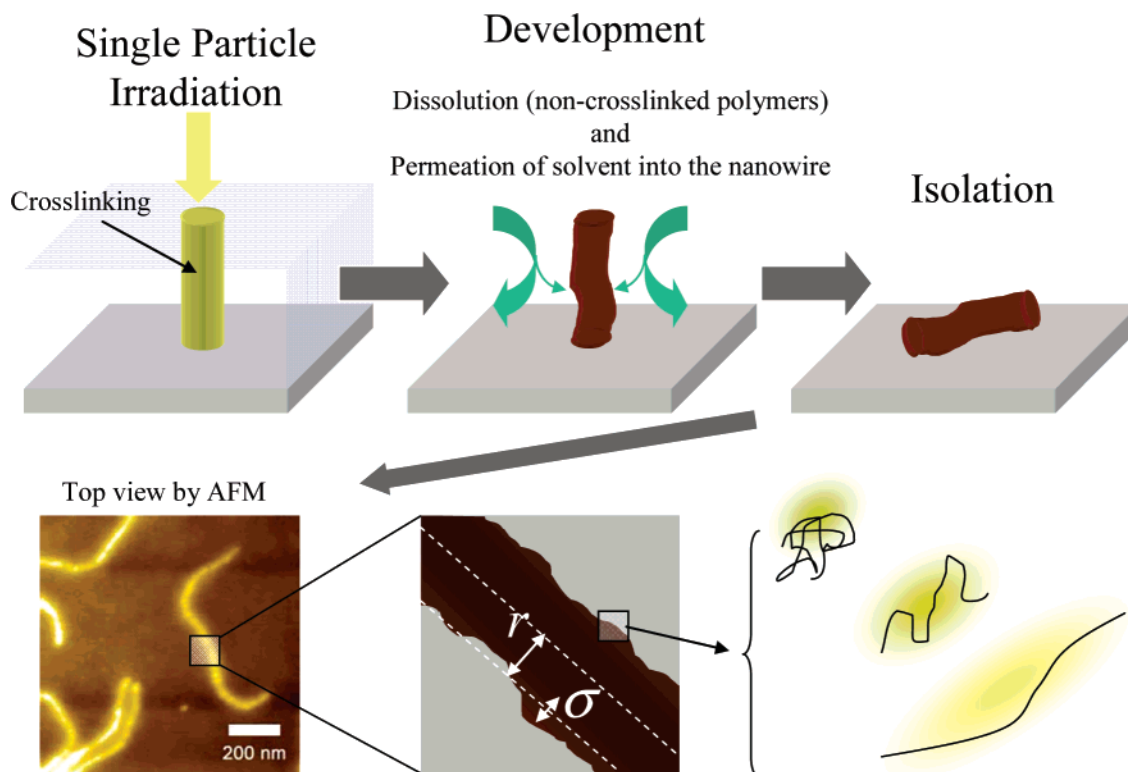 Single Particle
Irradiation
Crosslinking
Development
Dissolution (non-crosslinked polymers)
and
Permeation of solvent into the nanowire
Isolation
Top view by AFM
200 nm
r
σ